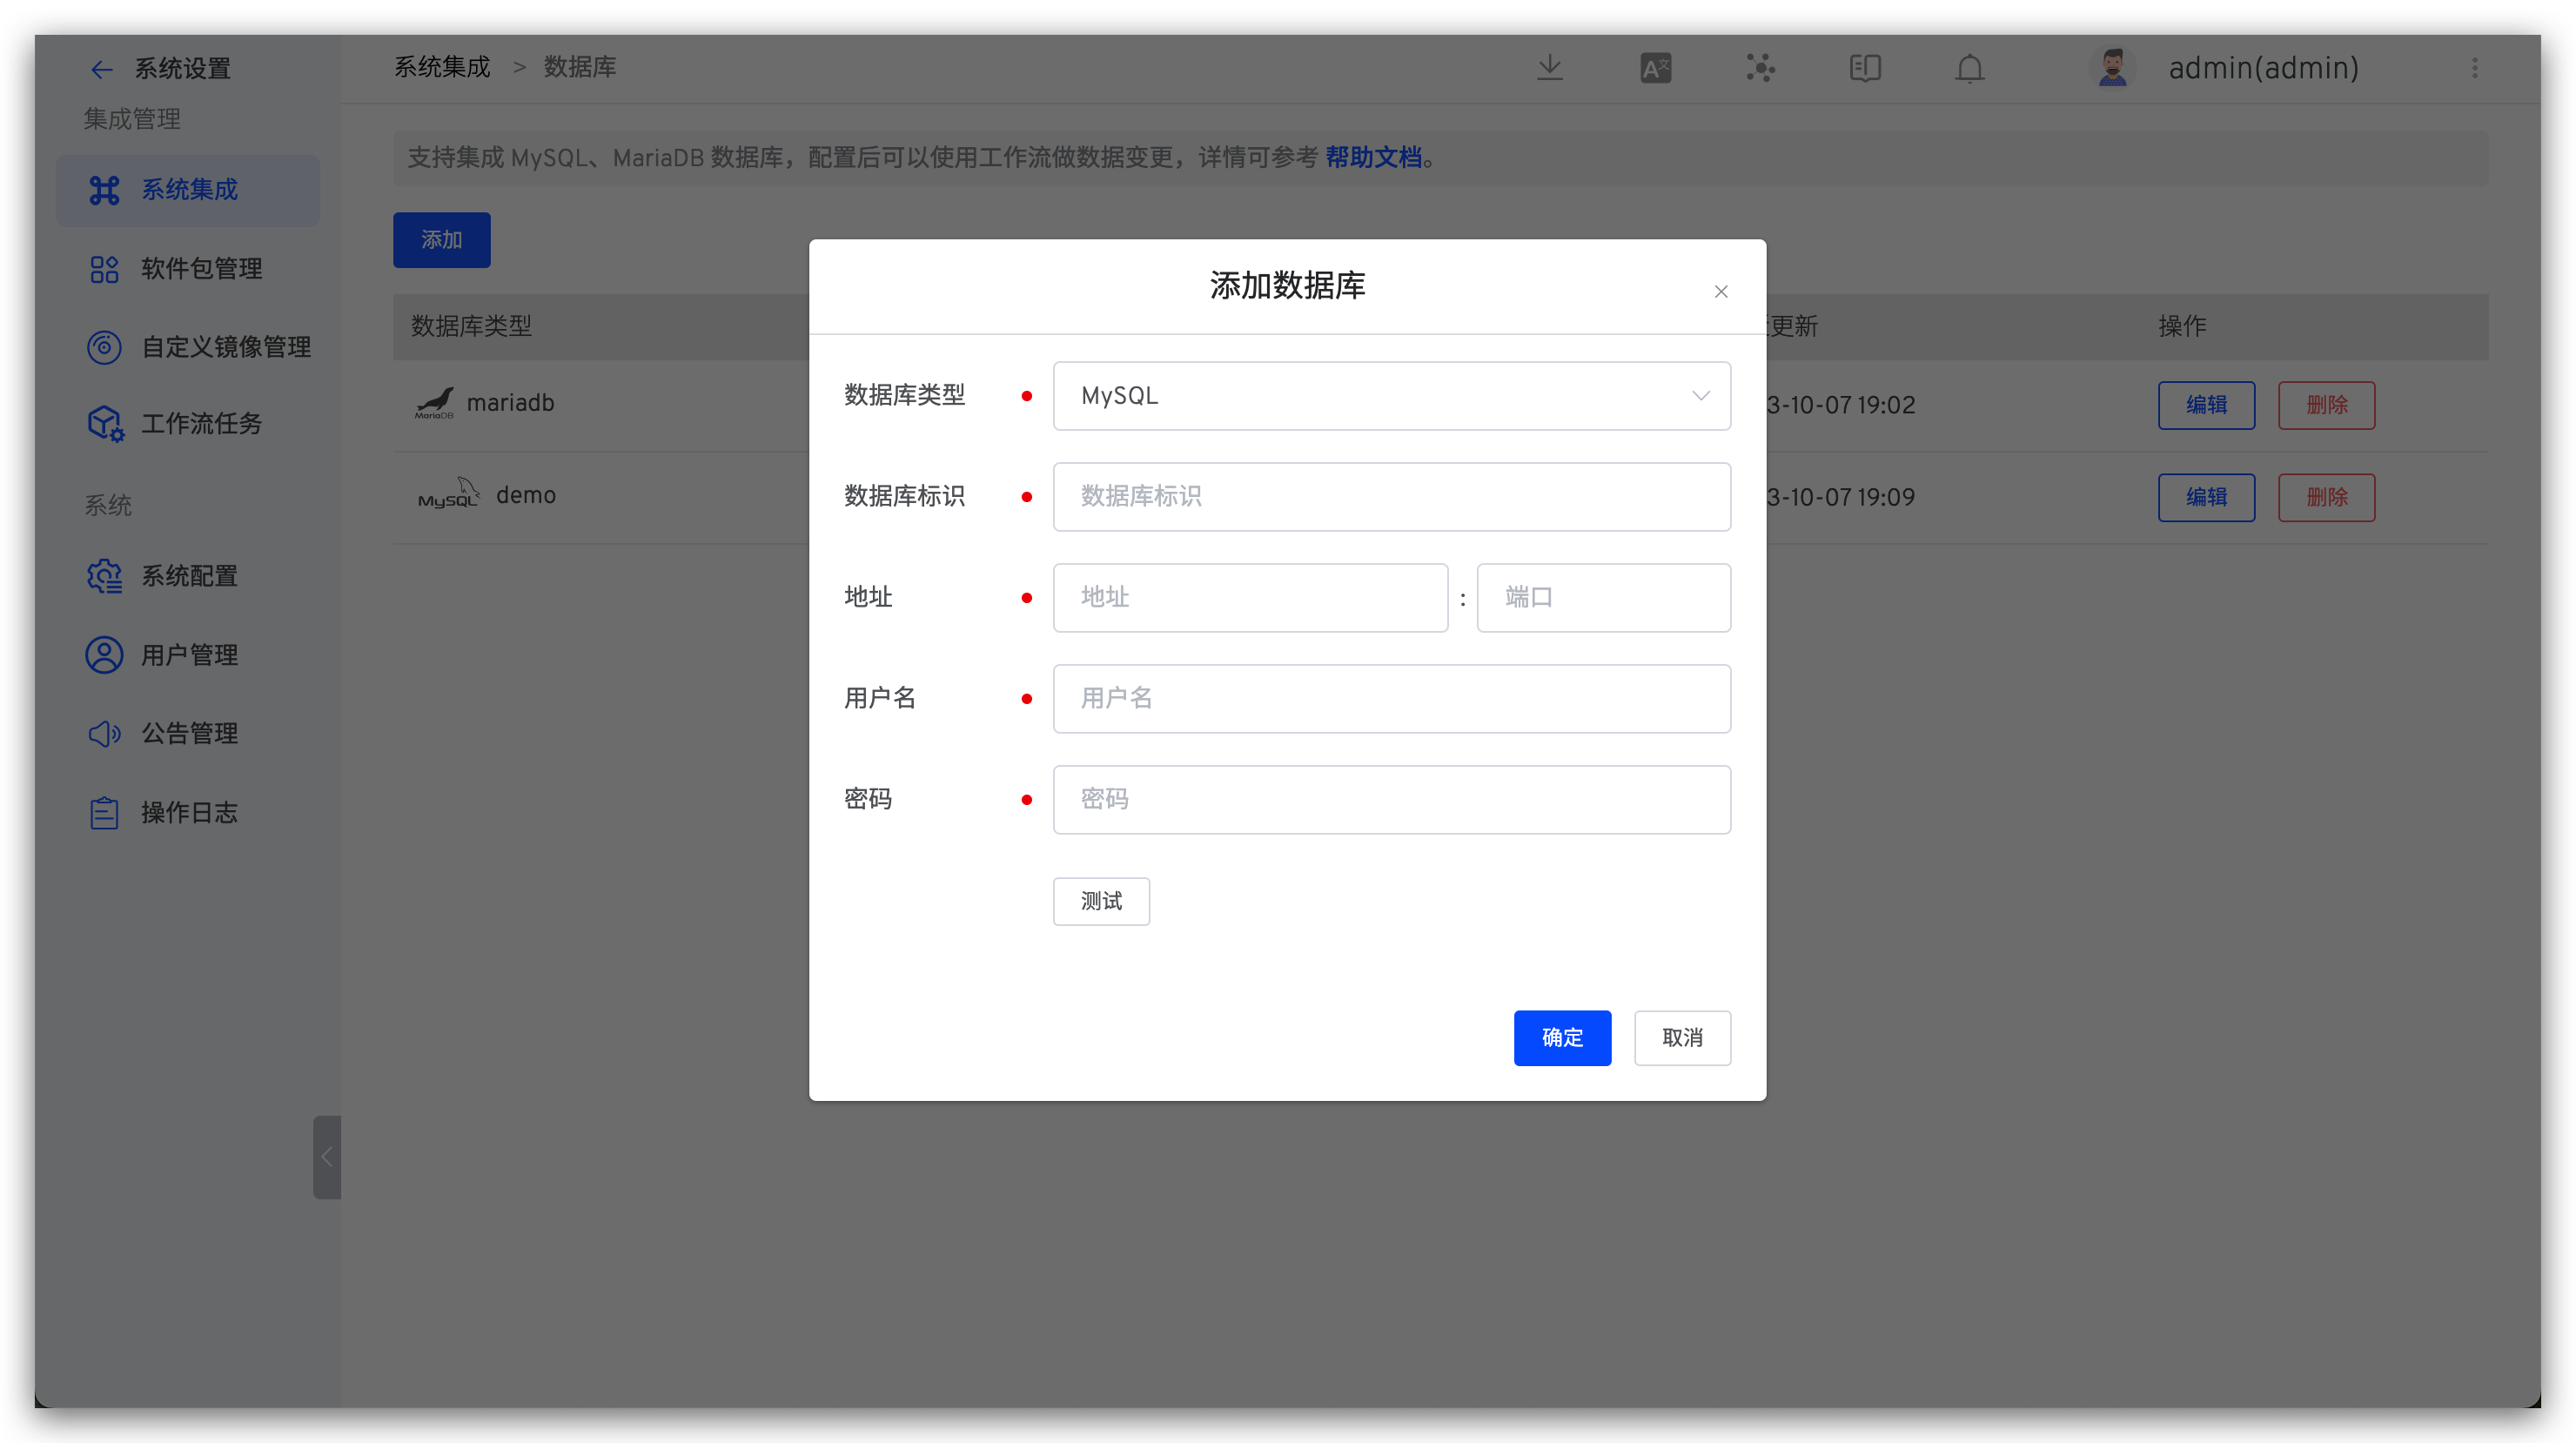 系统设置
集成管理
系统集成
软件包管理
自定义镜像管理
工作流任务
系统
系统配置
用户管理
公告管理
操作日志
系统集成 > 数据库
A文
admin(admin)
支持集成 MySQL、MariaDB 数据库，配置后可以使用工作流做数据变更，详情可参考 帮助文档。
添加
数据库类型
更新
操作
MariaDB mariadb
3-10-07 19:02
编辑 删除
MySQL demo
3-10-07 19:09
编辑 删除
添加数据库
数据库类型 MySQL
数据库标识 数据库标识
地址 地址 : 端口
用户名 用户名
密码 密码
测试
确定 取消